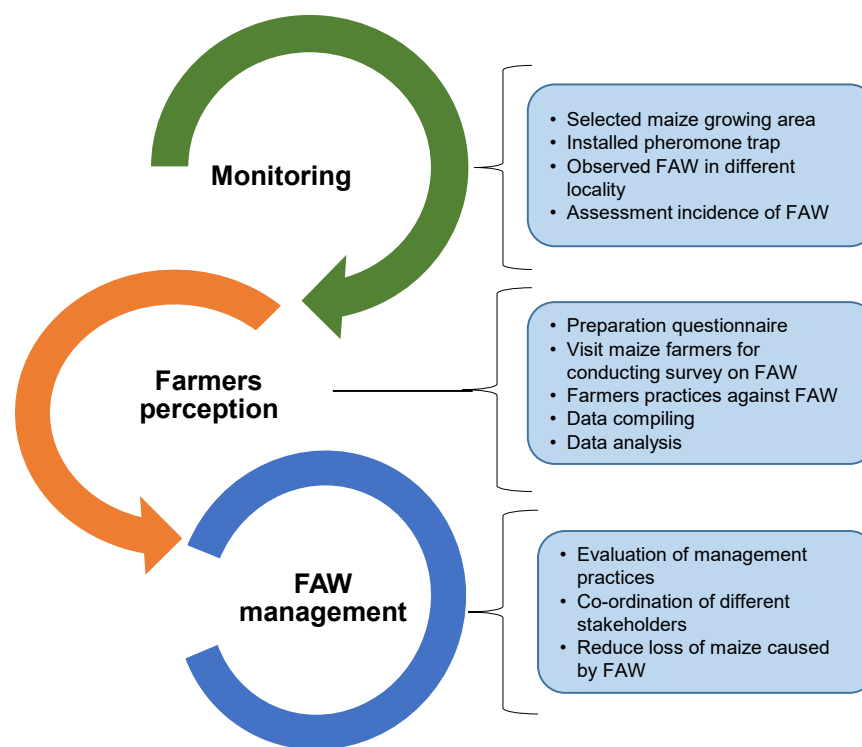 Monitoring
• Selected maize growing area
• Installed pheromone trap
• Observed FAW in different
locality
• Assessment incidence of FAW
Farmers
perception
• Preparation questionnaire
• Visit maize farmers for
conducting survey on FAW
• Farmers practices against FAW
• Data compiling
• Data analysis
FAW
management
• Evaluation of management
practices
• Co-ordination of different
stakeholders
• Reduce loss of maize caused
by FAW